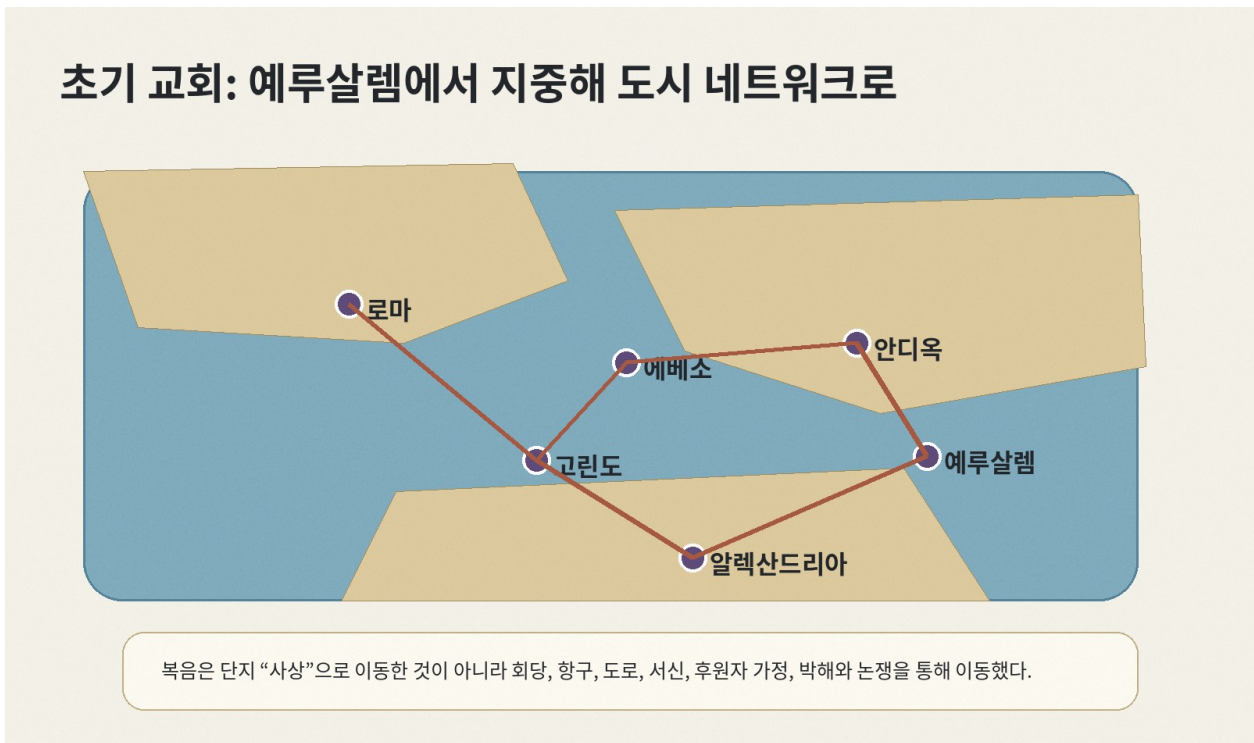 초기 교회: 예루살렘에서 지중해 도시 네트워크로
로마
안디옥
에베소
고린도
예루살렘
알렉산드리아
복음은 단지 “사상”으로 이동한 것이 아니라 회당, 항구, 도로, 서신, 후원자 가정, 박해와 논쟁을 통해 이동했다.